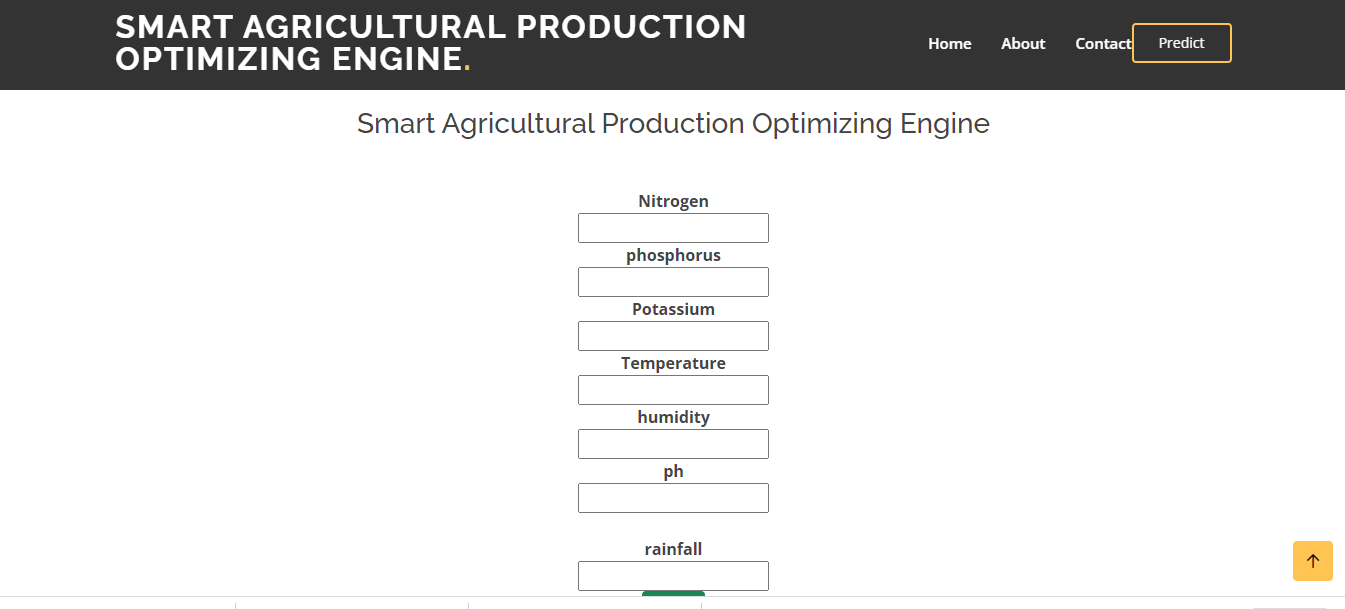 SMART AGRICULTURAL PRODUCTION
OPTIMIZING ENGINE.
Home About Contact Predict
Smart Agricultural Production Optimizing Engine
Nitrogen
phosphorus
Potassium
Temperature
humidity
ph
rainfall